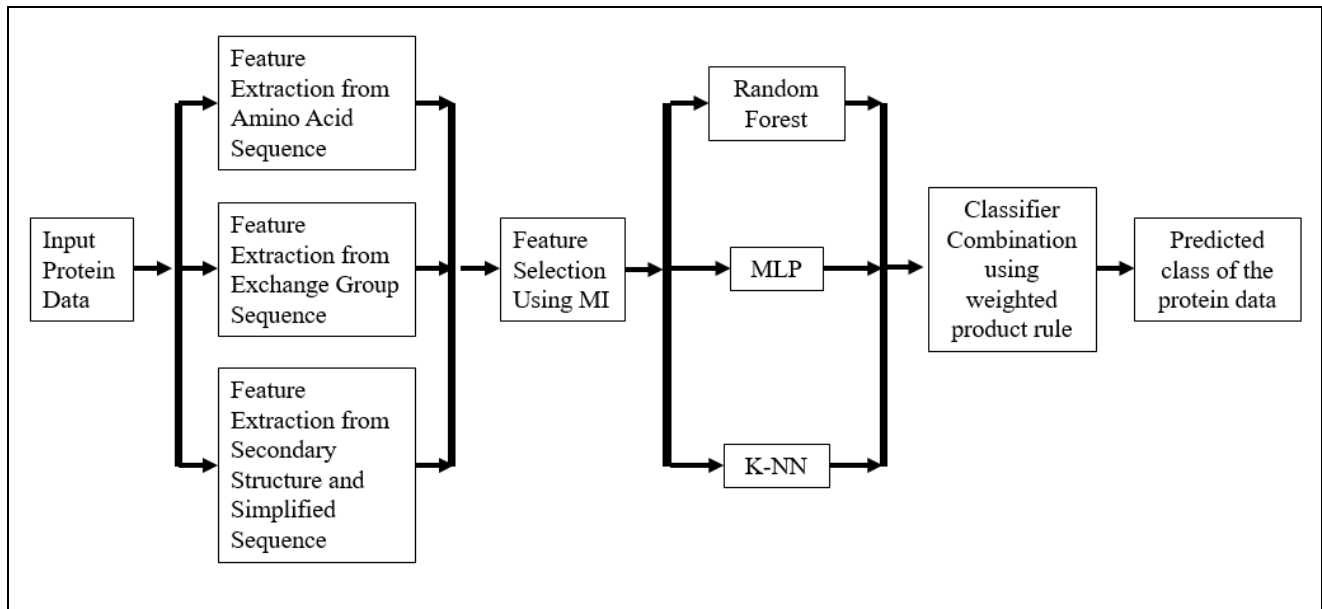 Input
Protein
Data
Feature
Extraction from
Amino Acid
Sequence
Feature
Extraction from
Exchange Group
Sequence
Feature
Extraction from
Secondary
Structure and
Simplified
Sequence
Feature
Selection
Using MI
Random
Forest
MLP
K-NN
Classifier
Combination
using
weighted
product rule
Predicted
class of the
protein data